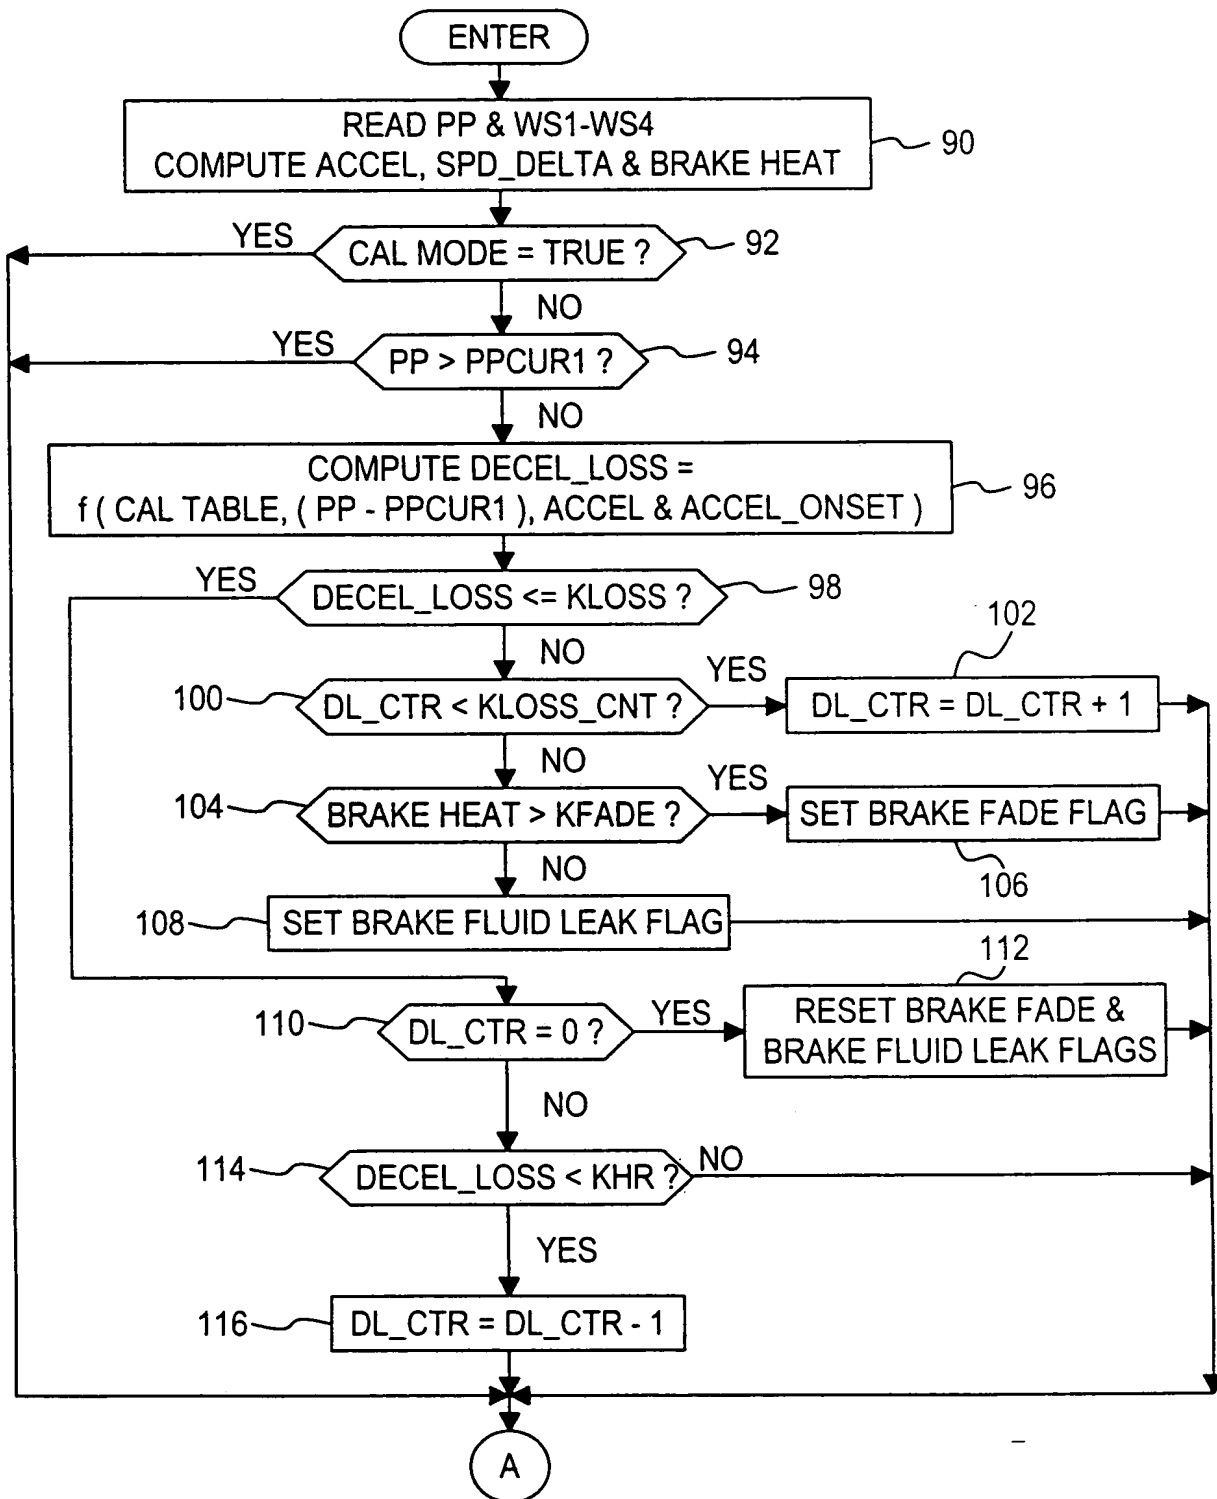 ENTER
READ PP & WS1-WS4
COMPUTE ACCEL, SPD_DELTA & BRAKE HEAT
90
YES
CAL MODE = TRUE ?
92
NO
YES
PP > PPCUR1 ?
94
NO
COMPUTE DECEL_LOSS =
f ( CAL TABLE, ( PP - PPCUR1 ), ACCEL & ACCEL_ONSET )
96
YES
DECEL_LOSS <= KLOSS ?
98
NO
102
100
DL_CTR < KLOSS_CNT ?
YES
DL_CTR = DL_CTR + 1
NO
104
BRAKE HEAT > KFADE ?
YES
SET BRAKE FADE FLAG
NO
106
108
SET BRAKE FLUID LEAK FLAG
112
110
DL_CTR = 0 ?
YES
RESET BRAKE FADE &
BRAKE FLUID LEAK FLAGS
NO
114
DECEL_LOSS < KHR ?
NO
YES
116
DL_CTR = DL_CTR - 1
A